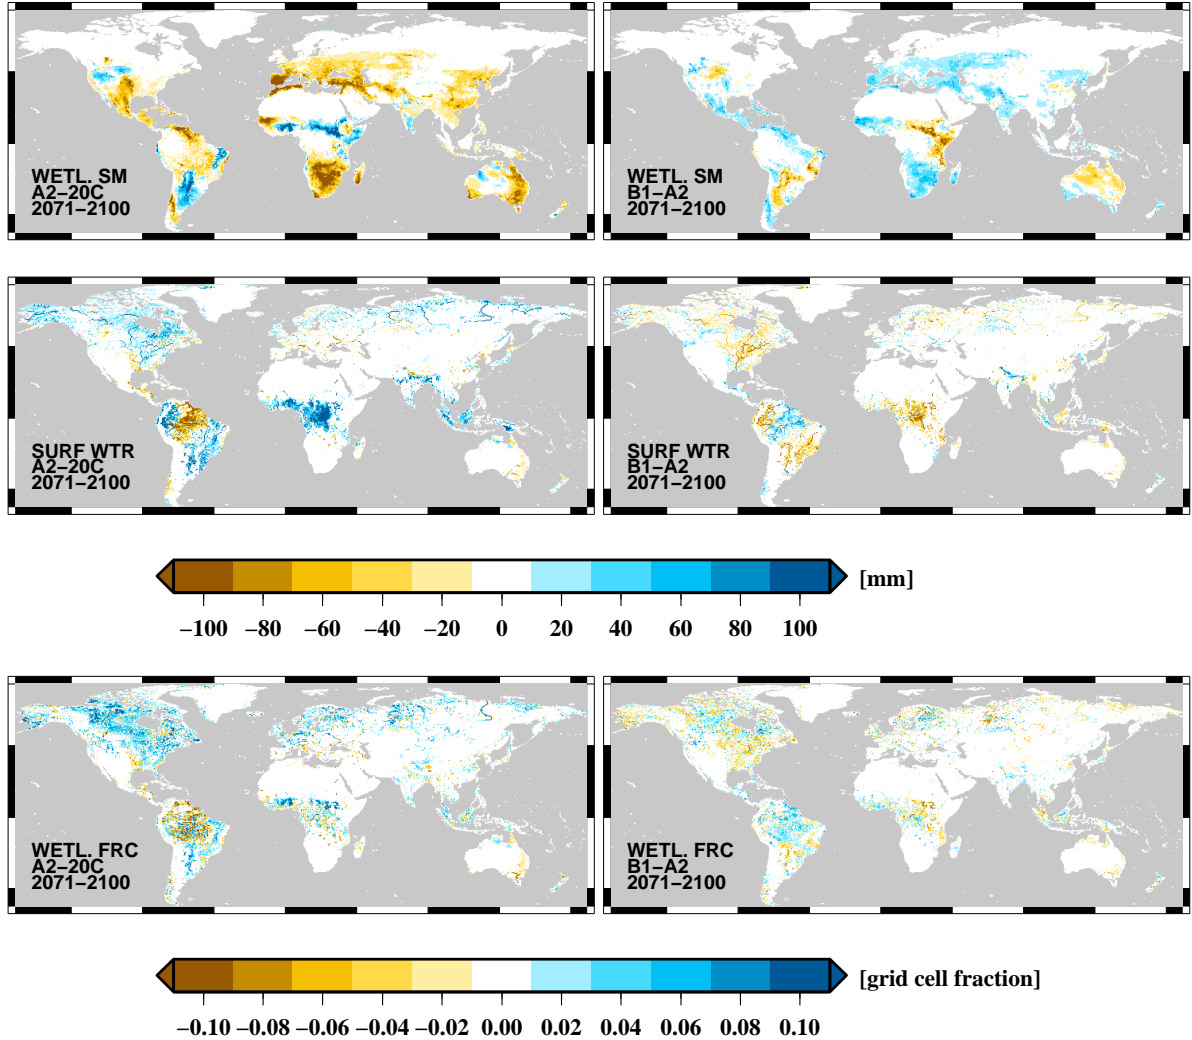 WETL. SM
A2−20C
2071−2100
WETL. SM
B1−A2
2071−2100
SURF WTR
A2−20C
2071−2100
SURF WTR
B1−A2
2071−2100
−100 −80 −60 −40 −20 0 20 40 60 80 100 [mm]
WETL. FRC
A2−20C
2071−2100
WETL. FRC
B1−A2
2071−2100
−0.10 −0.08 −0.06 −0.04 −0.02 0.00 0.02 0.04 0.06 0.08 0.10 [grid cell fraction]